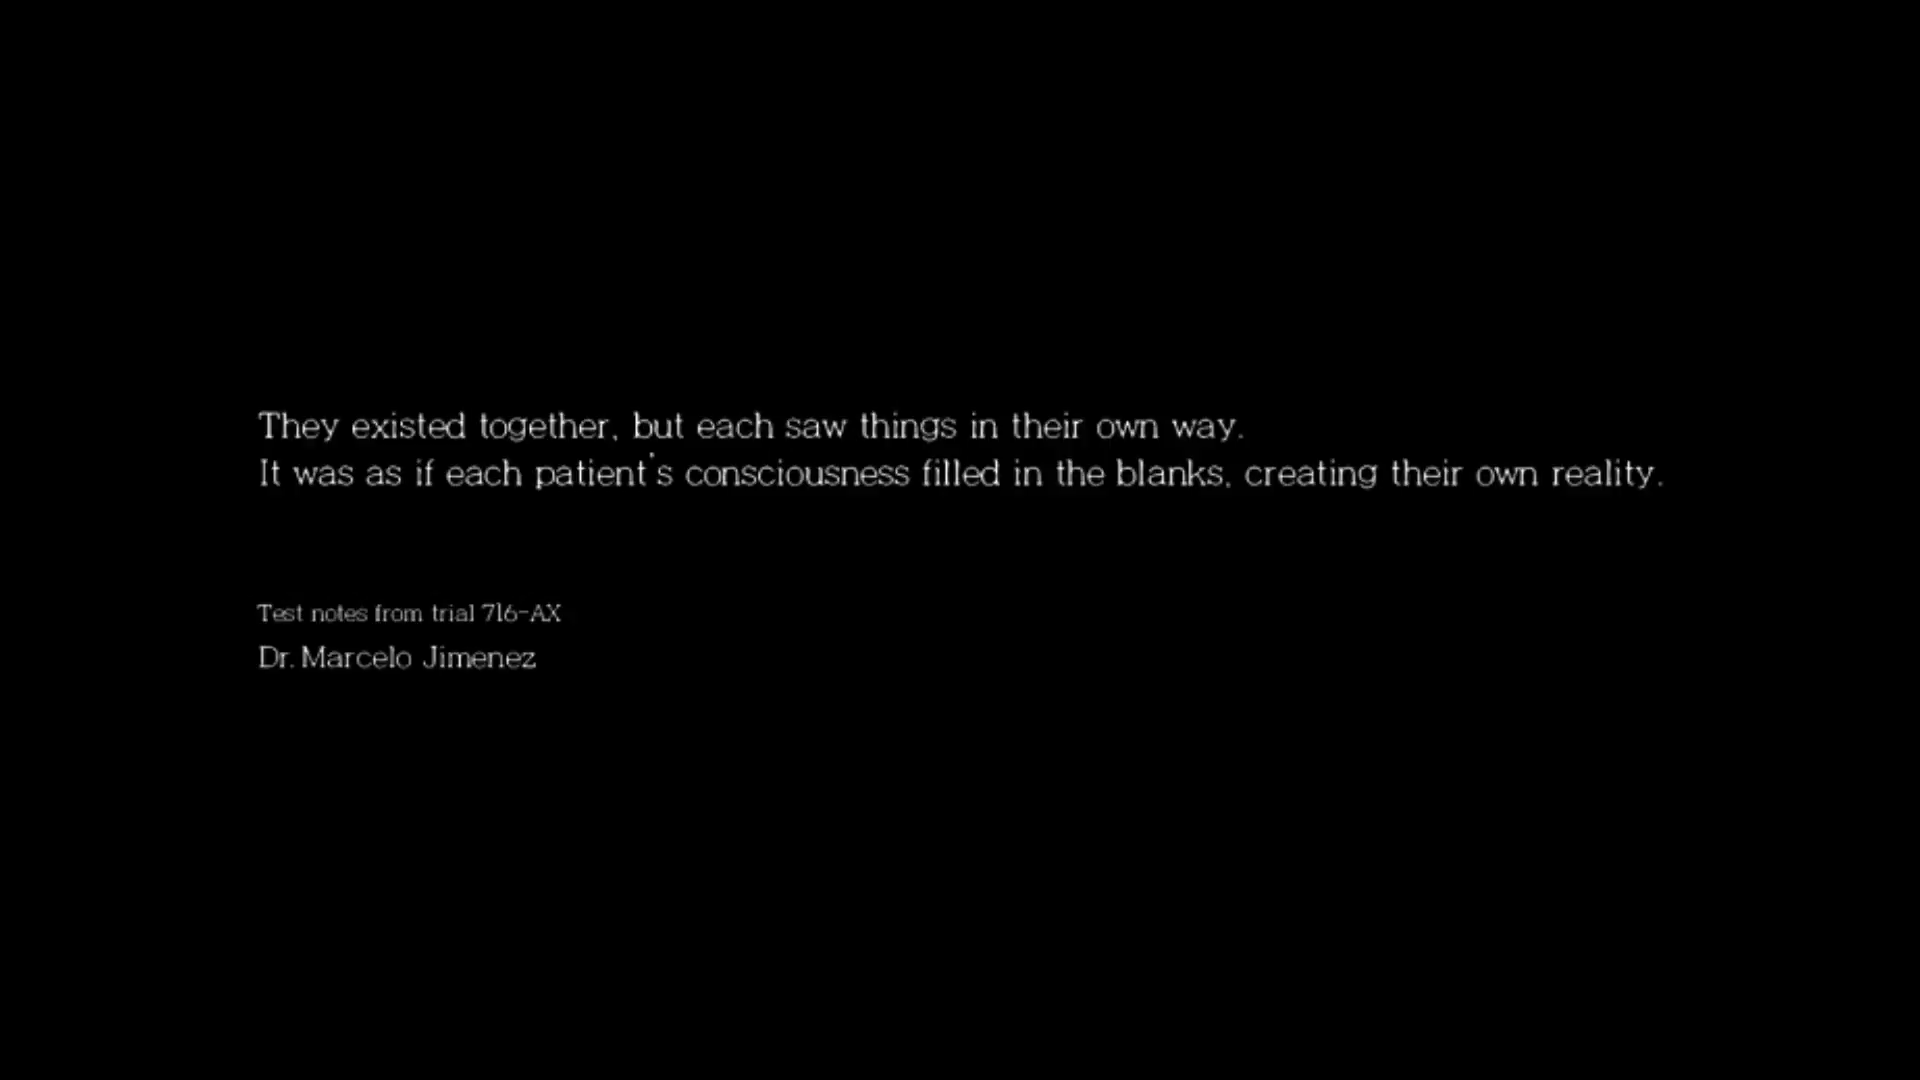 They existed together, but each saw things in their own way.
It was as if each patient's consciousness filled in the blanks, creating their own reality.
Test notes from trial 716-AX
Dr. Marcelo Jimenez